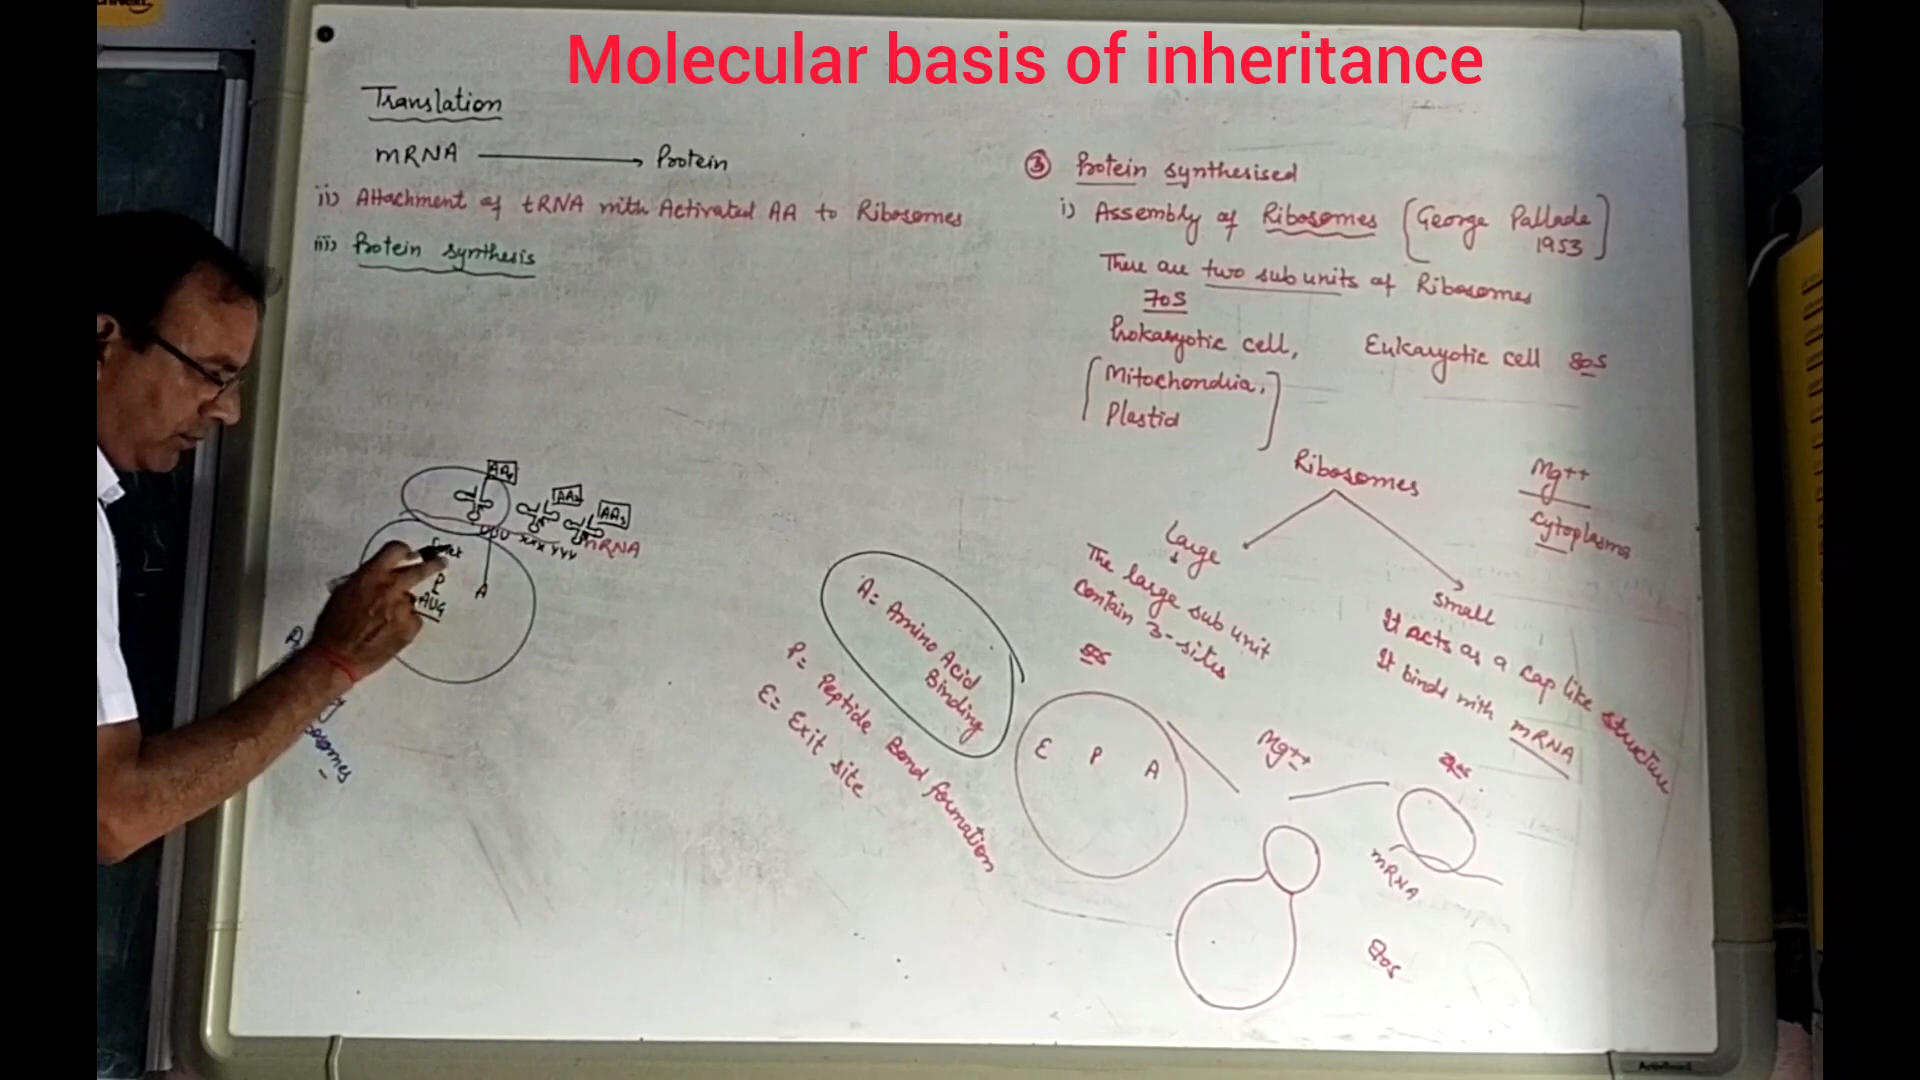 Molecular basis of inheritance
Translation
mRNA → Protein
ii) Attachment of tRNA with Activated AA to Ribosomes
iii) Protein synthesis
AA1
AA2
AA3
UUU xxx yyy
mRNA
P
A
AUG
③ Protein synthesised
i) Assembly of Ribosomes [George Pallade
1953]
There are two sub units of Ribosomes
70S
Prokaryotic cell, Eukaryotic cell 80S
[Mitochondria,
Plastid]
Ribosomes
Mg++
Cytoplasma
Large
The large sub unit
contain 3-sites
small
It acts as a cap like structure
It binds with mRNA
A = Amino Acid
Binding
P = Peptide Bond formation
E = Exit site
E P A
Mg++
mRNA